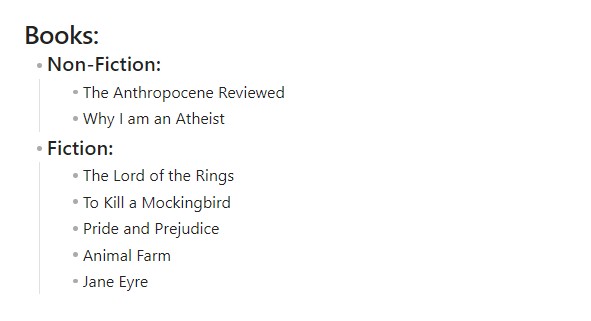 Books:
Non-Fiction:
The Anthropocene Reviewed
Why I am an Atheist
Fiction:
The Lord of the Rings
To Kill a Mockingbird
Pride and Prejudice
Animal Farm
Jane Eyre